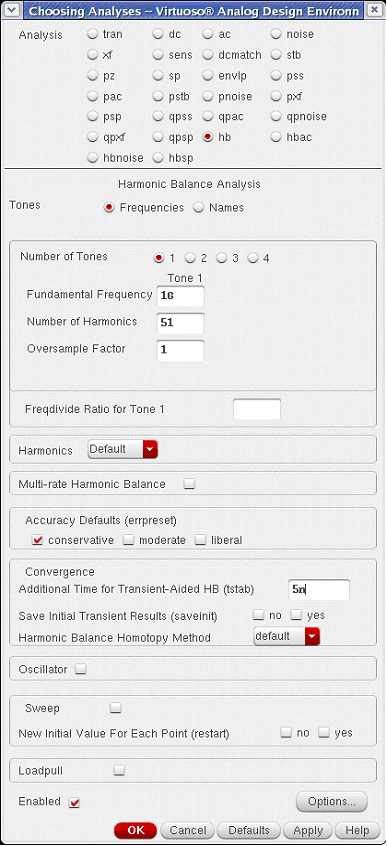 Choosing Analyses -- Virtuoso® Analog Design Environm
Analysis tran dc ac noise
xf sens dcmatch stb
pz sp envlp pss
pac pstb pnoise pxf
psp qpss qpac qpnoise
qpxf qpsp hb hbac
hbnoise hbsp
Harmonic Balance Analysis
Tones Frequencies Names
Number of Tones 1 2 3 4
Tone 1
Fundamental Frequency 1G
Number of Harmonics 51
Oversample Factor 1
Freqdivide Ratio for Tone 1
Harmonics Default
Multi-rate Harmonic Balance
Accuracy Defaults (errpreset)
conservative moderate liberal
Convergence
Additional Time for Transient-Aided HB (tstab) 5n
Save Initial Transient Results (saveinit) no yes
Harmonic Balance Homotopy Method default
Oscillator
Sweep
New Initial Value For Each Point (restart) no yes
Loadpull
Enabled Options...
OK Cancel Defaults Apply Help